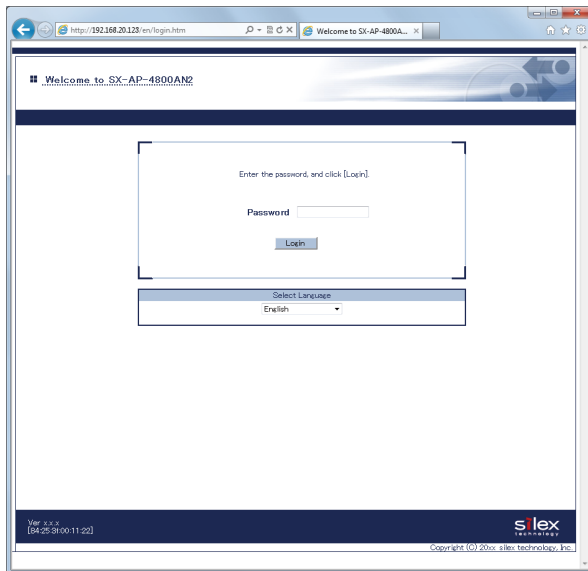 http://192.168.20.123/en/login.htm
Welcome to SX-AP-4800A...
Welcome to SX-AP-4800AN2
Enter the password, and click [Login].
Password
Login
Select Language
English
Ver x.x.x
[84:25:3f:00:11:22]
silex
technology
Copyright (C) 20xx silex technology, Inc.